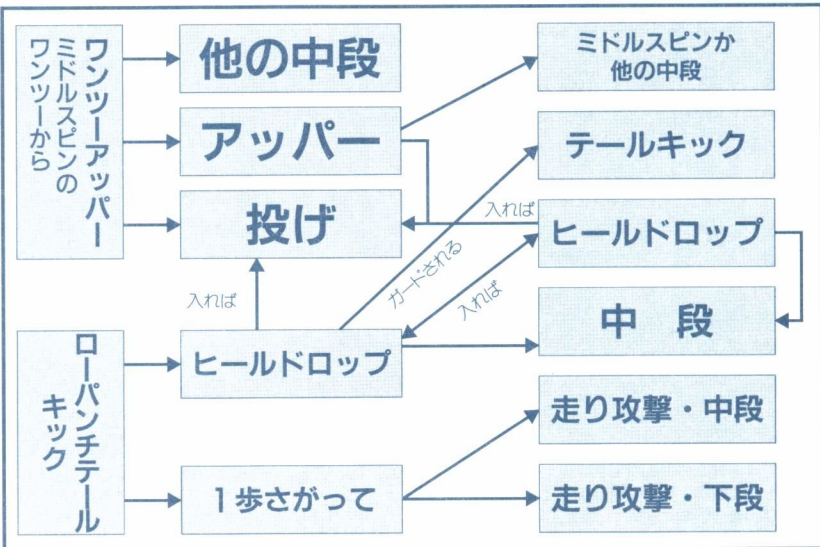 ワンツーアッパー
ミドルスピンの
ワンツーから
他の中段
アッパー
投げ
ミドルスピンか
他の中段
テールキック
入れば
ヒールドロップ
ガードされる
入れば
入れば
中 段
ローパンチテール
キック
ヒールドロップ
1歩さがって
走り攻撃・中段
走り攻撃・下段